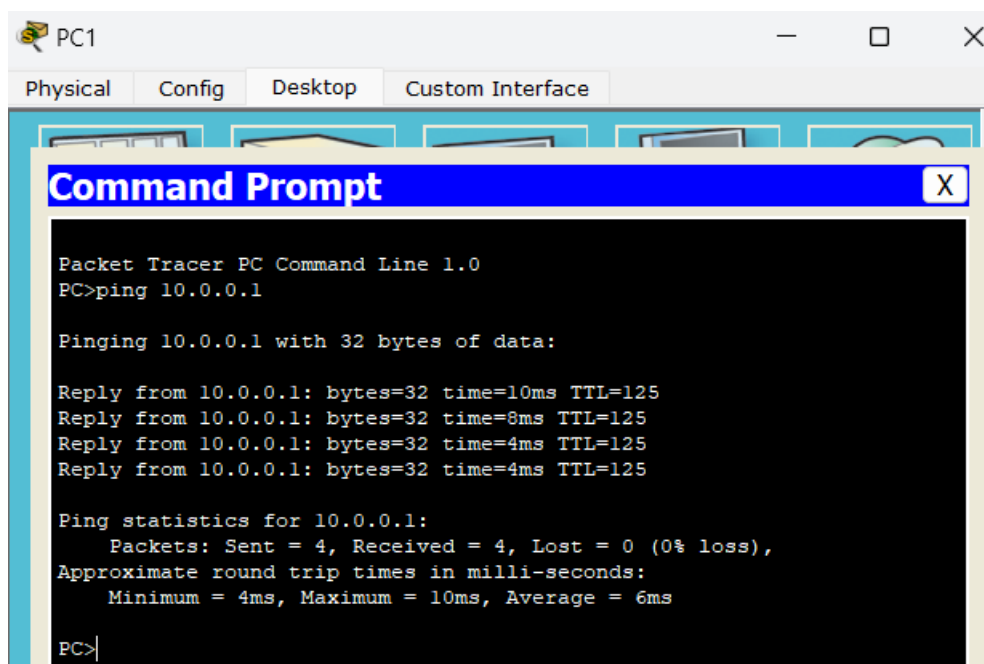 PC1
Physical Config Desktop Custom Interface
Command Prompt X
Packet Tracer PC Command Line 1.0
PC>ping 10.0.0.1
Pinging 10.0.0.1 with 32 bytes of data:
Reply from 10.0.0.1: bytes=32 time=10ms TTL=125
Reply from 10.0.0.1: bytes=32 time=8ms TTL=125
Reply from 10.0.0.1: bytes=32 time=4ms TTL=125
Reply from 10.0.0.1: bytes=32 time=4ms TTL=125
Ping statistics for 10.0.0.1:
Packets: Sent = 4, Received = 4, Lost = 0 (0% loss),
Approximate round trip times in milli-seconds:
Minimum = 4ms, Maximum = 10ms, Average = 6ms
PC>